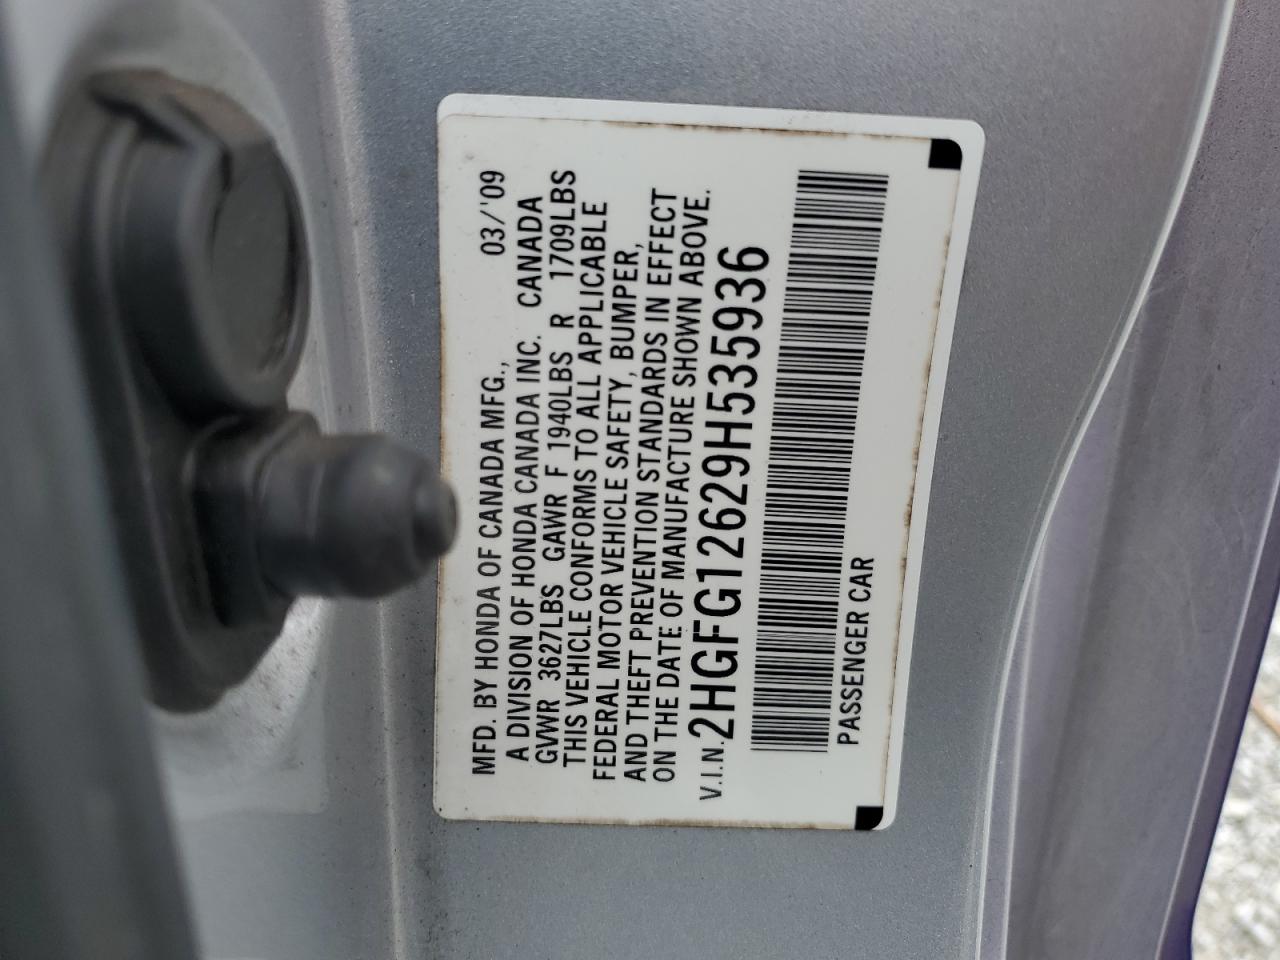 MFD. BY HONDA OF CANADA MFG., 03/'09
A DIVISION OF HONDA CANADA INC. CANADA
GVWR 3627LBS GAWR F 1940LBS R 1709LBS
THIS VEHICLE CONFORMS TO ALL APPLICABLE
FEDERAL MOTOR VEHICLE SAFETY, BUMPER,
AND THEFT PREVENTION STANDARDS IN EFFECT
ON THE DATE OF MANUFACTURE SHOWN ABOVE.
V.I.N. 2HGFG12629H535936
PASSENGER CAR